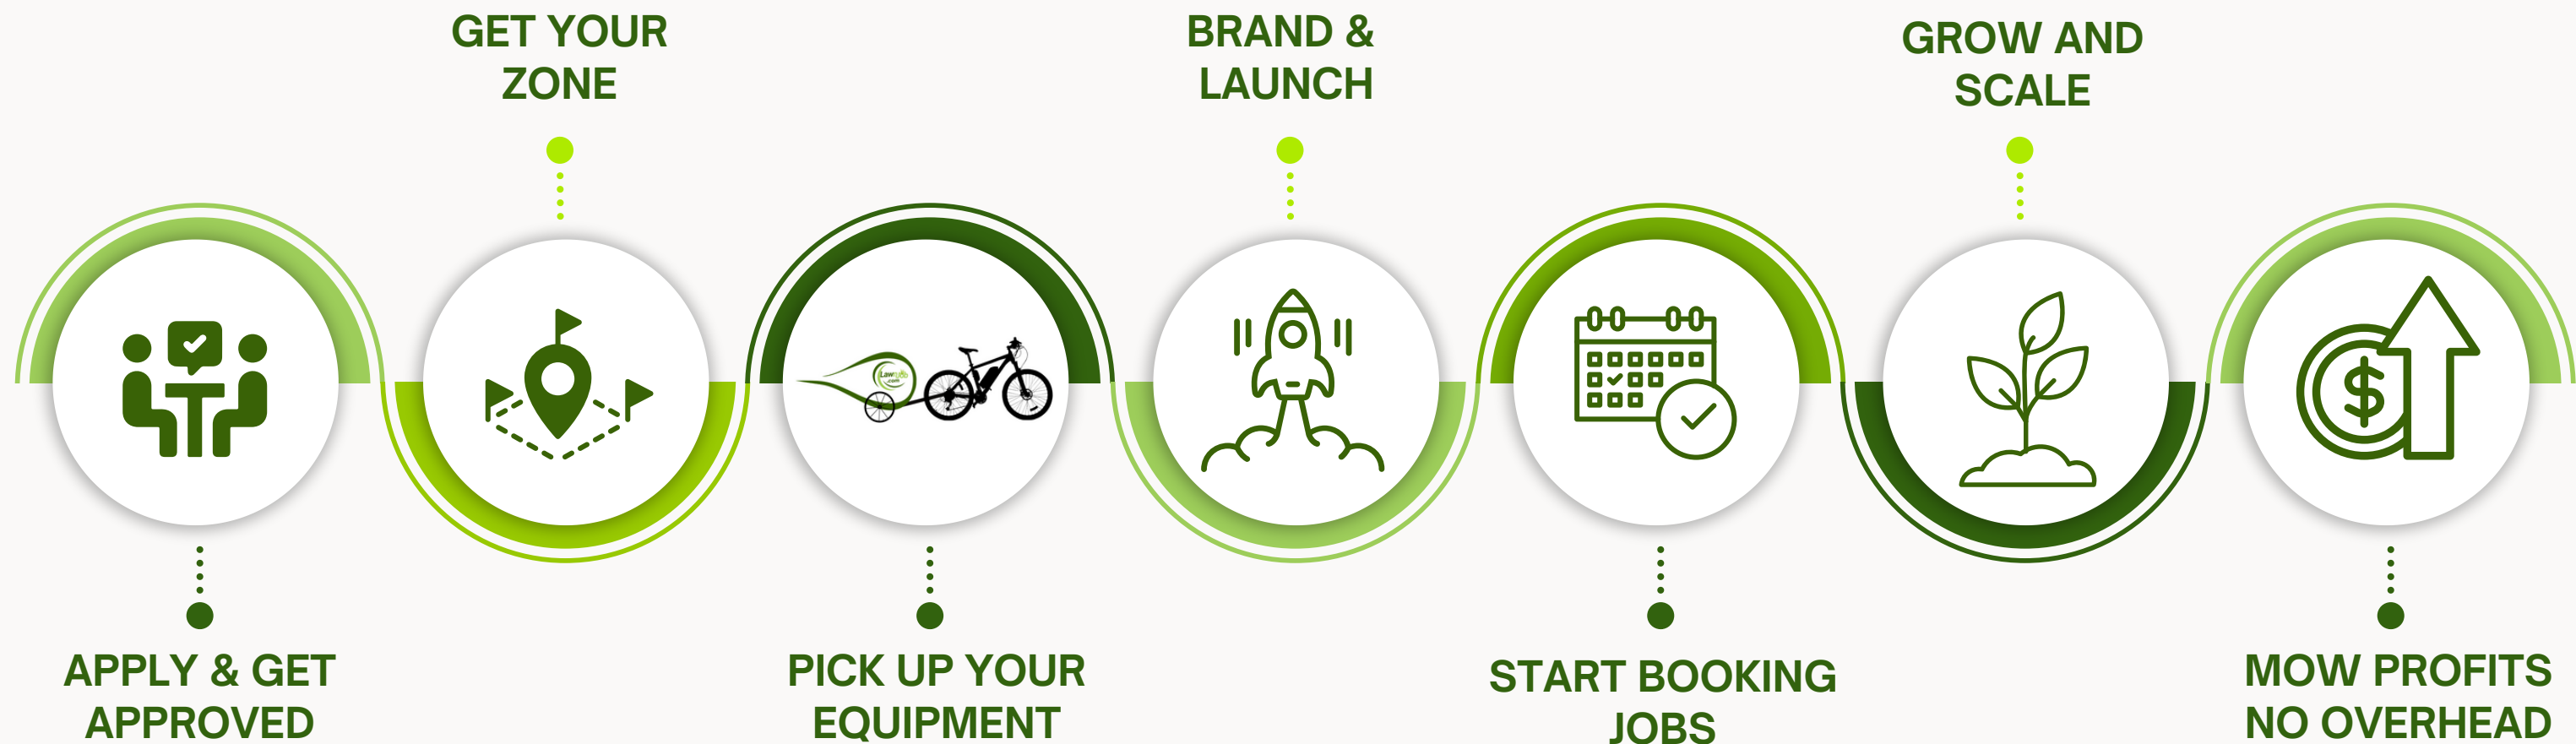 APPLY & GET
APPROVED
GET YOUR
ZONE
PICK UP YOUR
EQUIPMENT
BRAND &
LAUNCH
START BOOKING
JOBS
GROW AND
SCALE
MOW PROFITS
NO OVERHEAD